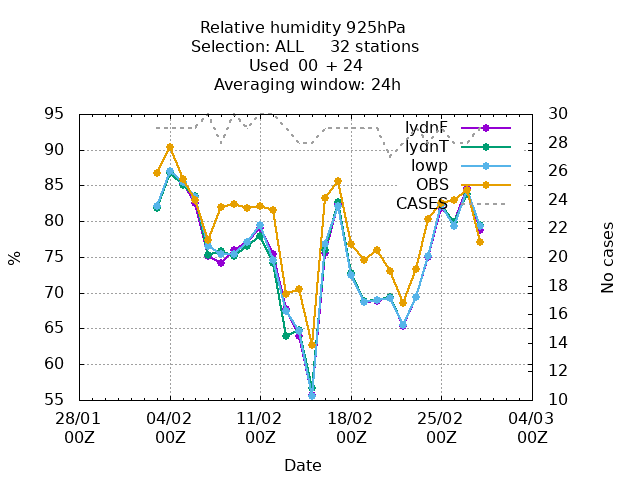 Relative humidity 925hPa
Selection: ALL     32 stations
Used  00  + 24
Averaging window: 24h
95
90
85
80
75
70
65
60
55
%
30
28
26
24
22
20
18
16
14
12
10
No cases
lydnF
lydnT
lowp
OBS
CASES
28/01 04/02 11/02 18/02 25/02 04/03
00Z 00Z 00Z 00Z 00Z 00Z
Date